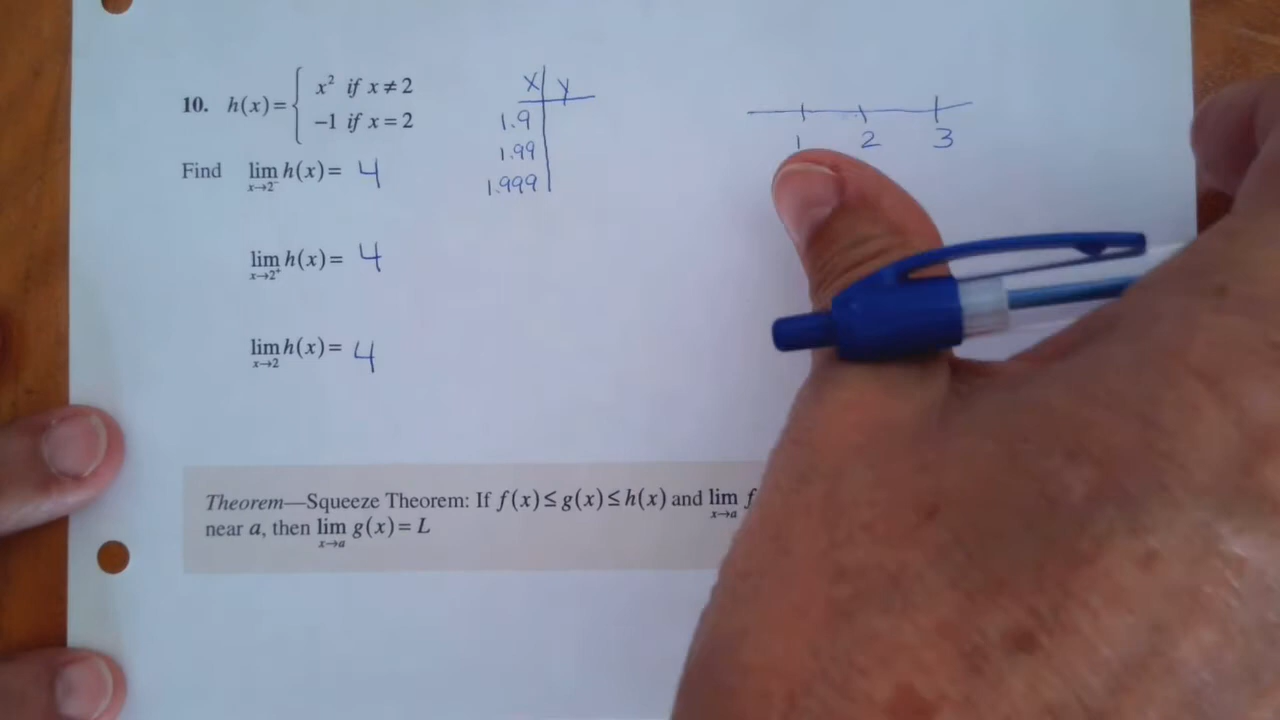 10. h(x) = { x² if x ≠ 2
−1 if x = 2
Find lim x→2⁻ h(x) = 4
lim x→2⁺ h(x) = 4
lim x→2 h(x) = 4
x y
1.9
1.99
1.999
1 2 3
Theorem—Squeeze Theorem: If f(x) ≤ g(x) ≤ h(x) and lim x→a f
near a, then lim x→a g(x) = L